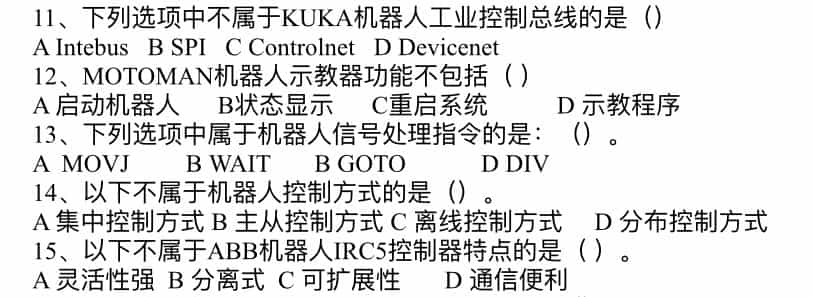 11、下列选项中不属于KUKA机器人工业控制总线的是（）
A Intebus B SPI C Controlnet D Devicenet
12、MOTOMAN机器人示教器功能不包括（ ）
A 启动机器人 B状态显示 C重启系统 D 示教程序
13、下列选项中属于机器人信号处理指令的是：（）。
A MOVJ B WAIT B GOTO D DIV
14、以下不属于机器人控制方式的是（）。
A 集中控制方式 B 主从控制方式 C 离线控制方式 D 分布控制方式
15、以下不属于ABB机器人IRC5控制器特点的是（ ）。
A 灵活性强 B 分离式 C 可扩展性 D 通信便利